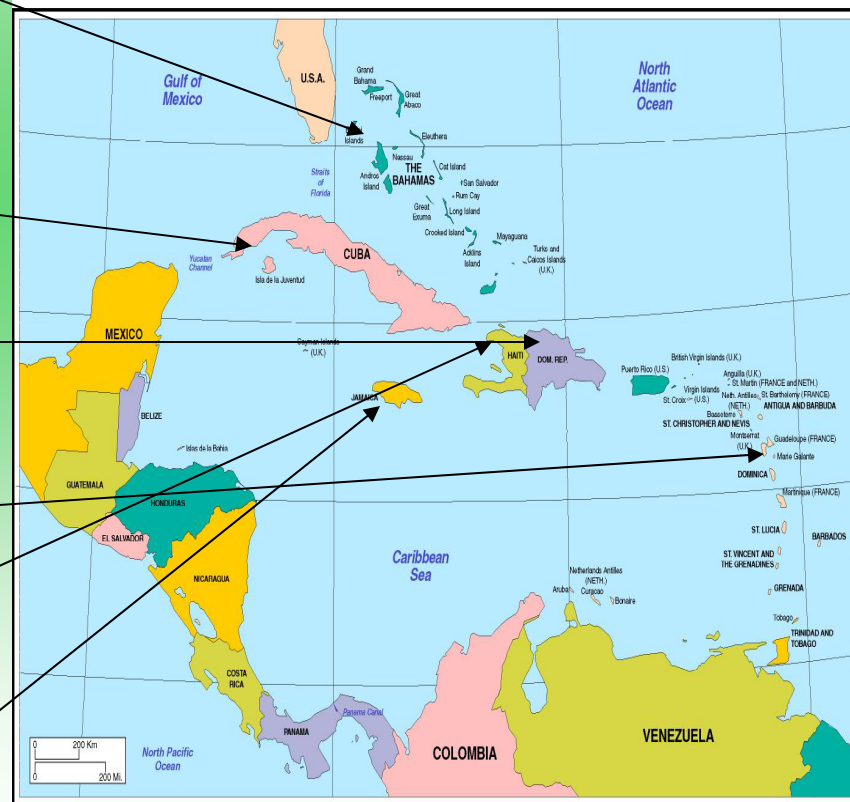 U.S.A.
Gulf of
Mexico
North
Atlantic
Ocean
Grand
Bahama
Freeport
Great
Abaco
Islands
Eleuthera
Nassau
THE
BAHAMAS
Cat Island
Andros
Island
San Salvador
Rum Cay
Great
Exuma
Long Island
Straits
of
Florida
Crooked Island
Mayaguana
Acklins
Island
Turks and
Caicos Islands
(U.K.)
CUBA
Yucatan
Channel
Isla de la Juventud
MEXICO
Cayman Islands
(U.K.)
HAITI
DOM. REP.
JAMAICA
Puerto Rico (U.S.)
British Virgin Islands (U.K.)
Anguilla (U.K.)
St. Martin (FRANCE and NETH.)
Virgin Islands
(U.S.)
St. Croix
Neth. Antilles
(NETH.)
St. Barthelemy (FRANCE)
ANTIGUA AND BARBUDA
Basseterre
ST. CHRISTOPHER AND NEVIS
Montserrat
(U.K.)
Guadeloupe (FRANCE)
Marie Galante
DOMINICA
Martinique (FRANCE)
ST. LUCIA
BARBADOS
ST. VINCENT AND
THE GRENADINES
GRENADA
Tobago
TRINIDAD AND
TOBAGO
BELIZE
Islas de la Bahia
GUATEMALA
HONDURAS
EL SALVADOR
NICARAGUA
Caribbean
Sea
Netherlands Antilles
(NETH.)
Aruba
Curacao
Bonaire
COSTA
RICA
PANAMA
Panama Canal
COLOMBIA
VENEZUELA
North Pacific
Ocean
0 200 Km
0 200 Mi.